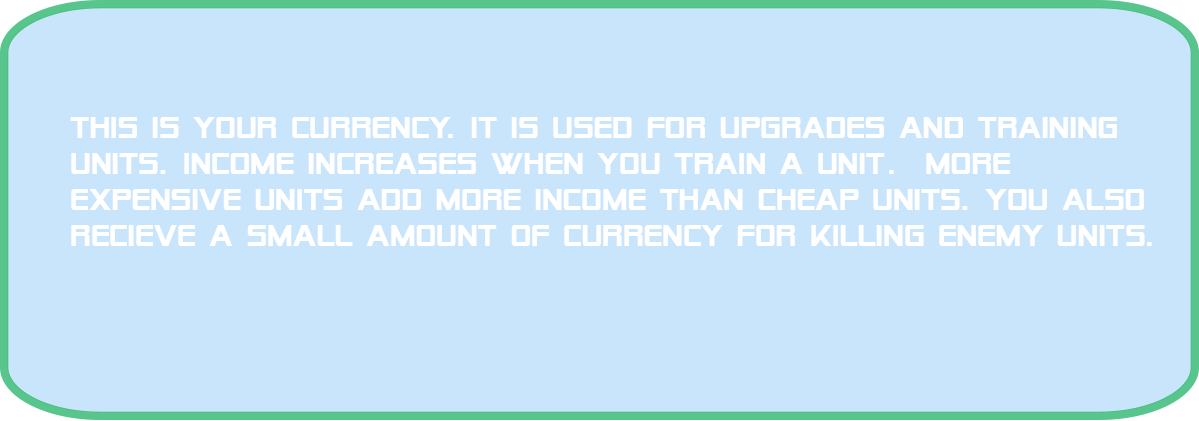 THIS IS YOUR CURRENCY. IT IS USED FOR UPGRADES AND TRAINING
UNITS. INCOME INCREASES WHEN YOU TRAIN A UNIT.  MORE
EXPENSIVE UNITS ADD MORE INCOME THAN CHEAP UNITS. YOU ALSO
RECIEVE A SMALL AMOUNT OF CURRENCY FOR KILLING ENEMY UNITS.